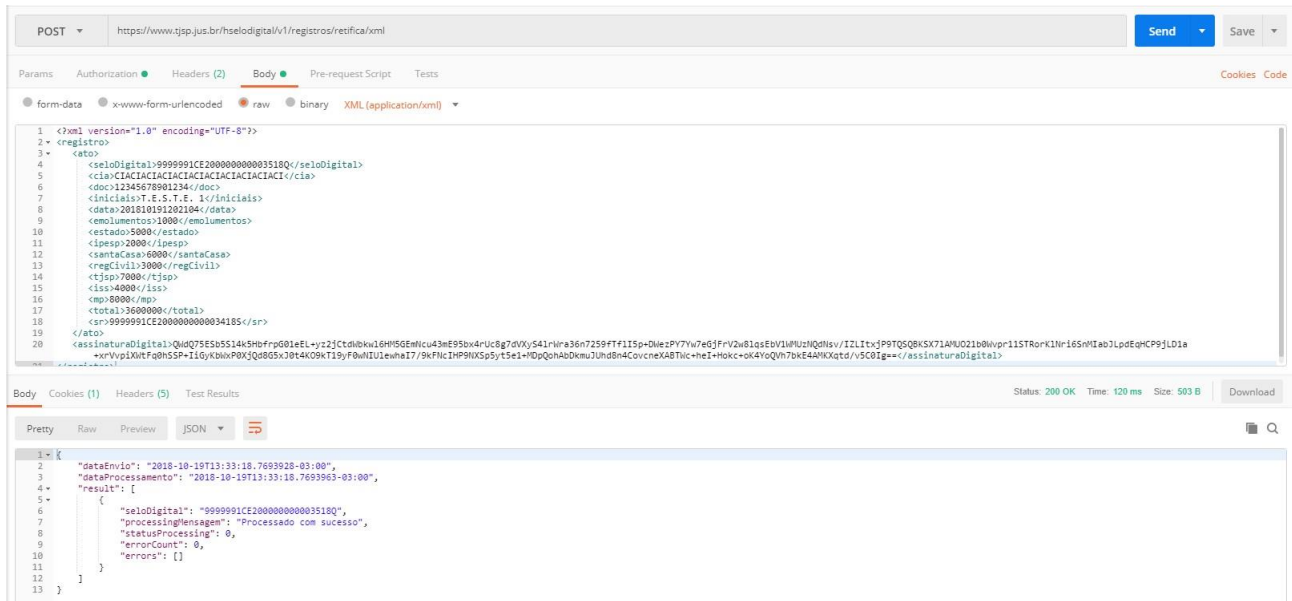 POST
https://www.tjsp.jus.br/hselodigital/v1/registros/retifica/xml
Send
Save
Params Authorization Headers (2) Body Pre-request Script Tests
Cookies Code
form-data x-www-form-urlencoded raw binary XML (application/xml)
1 <?xml version="1.0" encoding="UTF-8"?>
2 <registro>
3 <ato>
4 <seloDigital>9999991CE200000000003518Q</seloDigital>
5 <cia>CIACIACIACIACIACIACIACIACIACIACI</cia>
6 <doc>12345678901234</doc>
7 <iniciais>T.E.S.T.E. 1</iniciais>
8 <data>201810191202104</data>
9 <emolumentos>1000</emolumentos>
10 <estado>5000</estado>
11 <ipesp>2000</ipesp>
12 <santaCasa>6000</santaCasa>
13 <regCivil>3000</regCivil>
14 <tjsp>7000</tjsp>
15 <iss>4000</iss>
16 <mp>8000</mp>
17 <total>3600000</total>
18 <sr>9999991CE200000000003418S</sr>
19 </ato>
20 <assinaturaDigital>
</assinaturaDigital>
Body Cookies (1) Headers (5) Test Results
Status: 200 OK Time: 120 ms Size: 503 B Download
Pretty Raw Preview JSON
1 {
2 "dataEnvio": "2018-10-19T13:33:18.7693928-03:00",
3 "dataProcessamento": "2018-10-19T13:33:18.7693963-03:00",
4 "result": [
5 {
6 "seloDigital": "9999991CE200000000003518Q",
7 "processingMensagem": "Processado com sucesso",
8 "statusProcessing": 0,
9 "errorCount": 0,
10 "errors": []
11 }
12 ]
13 }